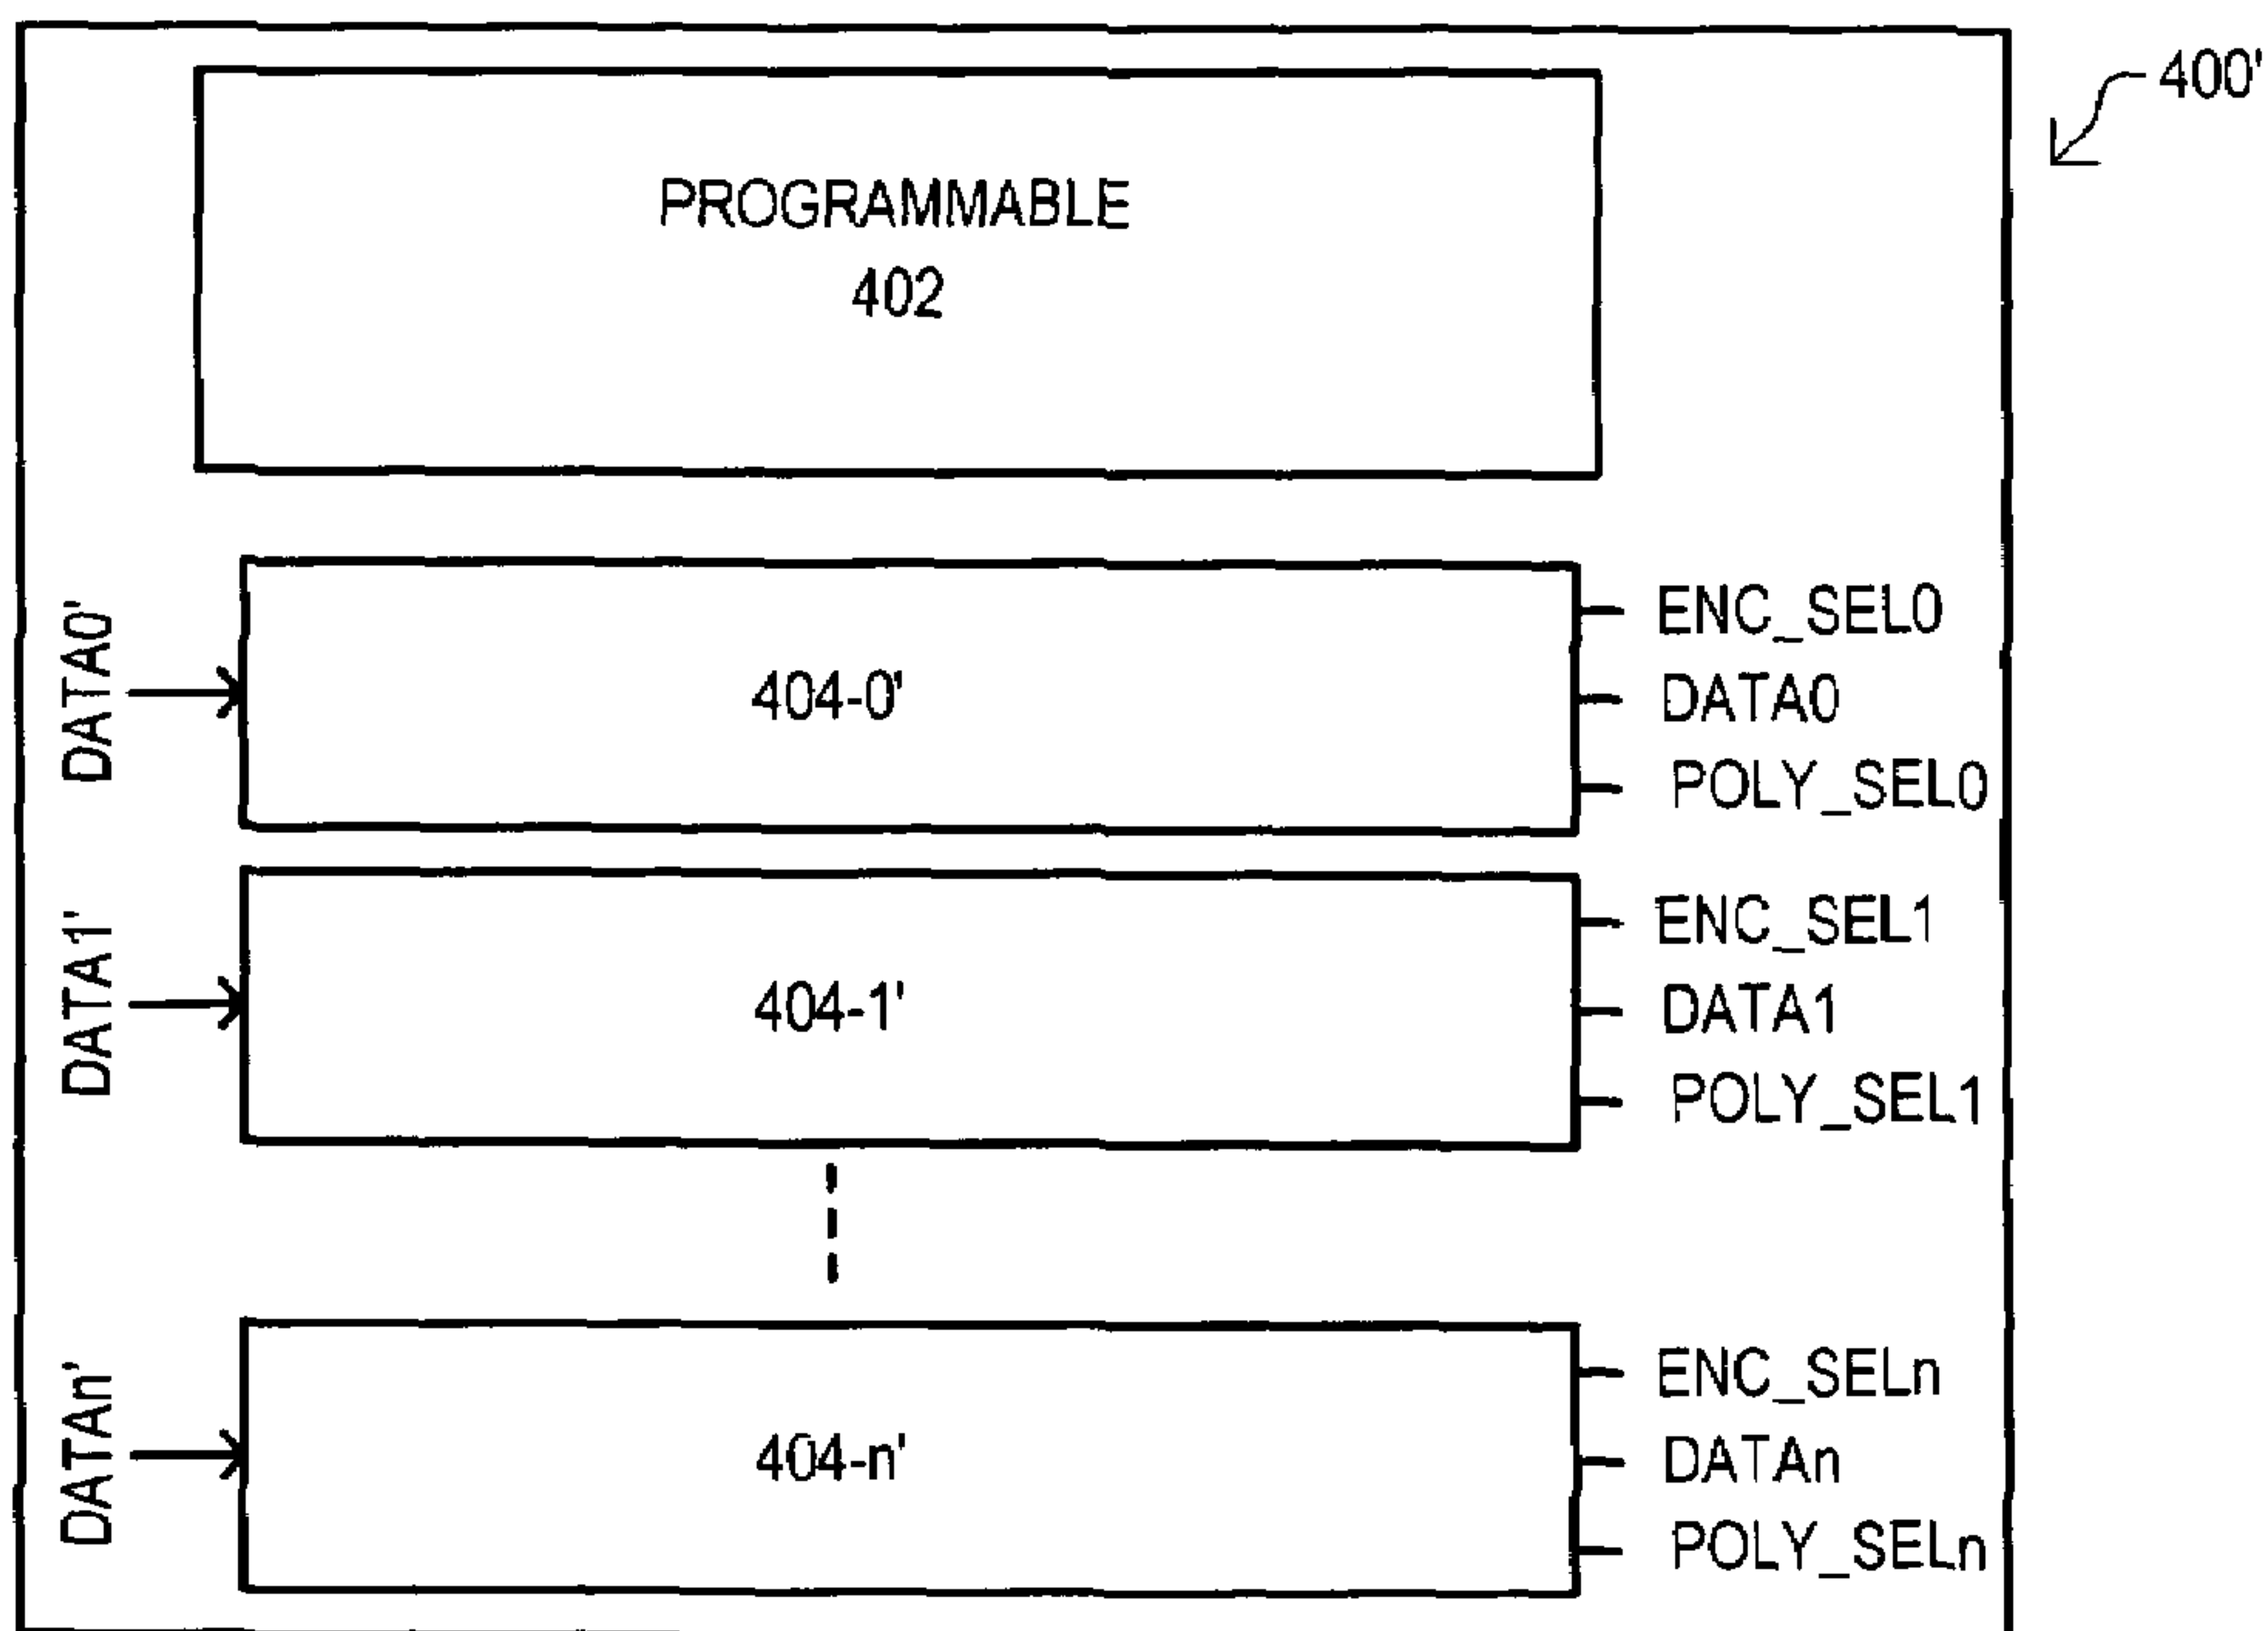 400'
PROGRAMMABLE
402
DATA0'
404-0'
ENC_SEL0
DATA0
POLY_SEL0
DATA1'
404-1'
ENC_SEL1
DATA1
POLY_SEL1
DATAn'
404-n'
ENC_SELn
DATAn
POLY_SELn